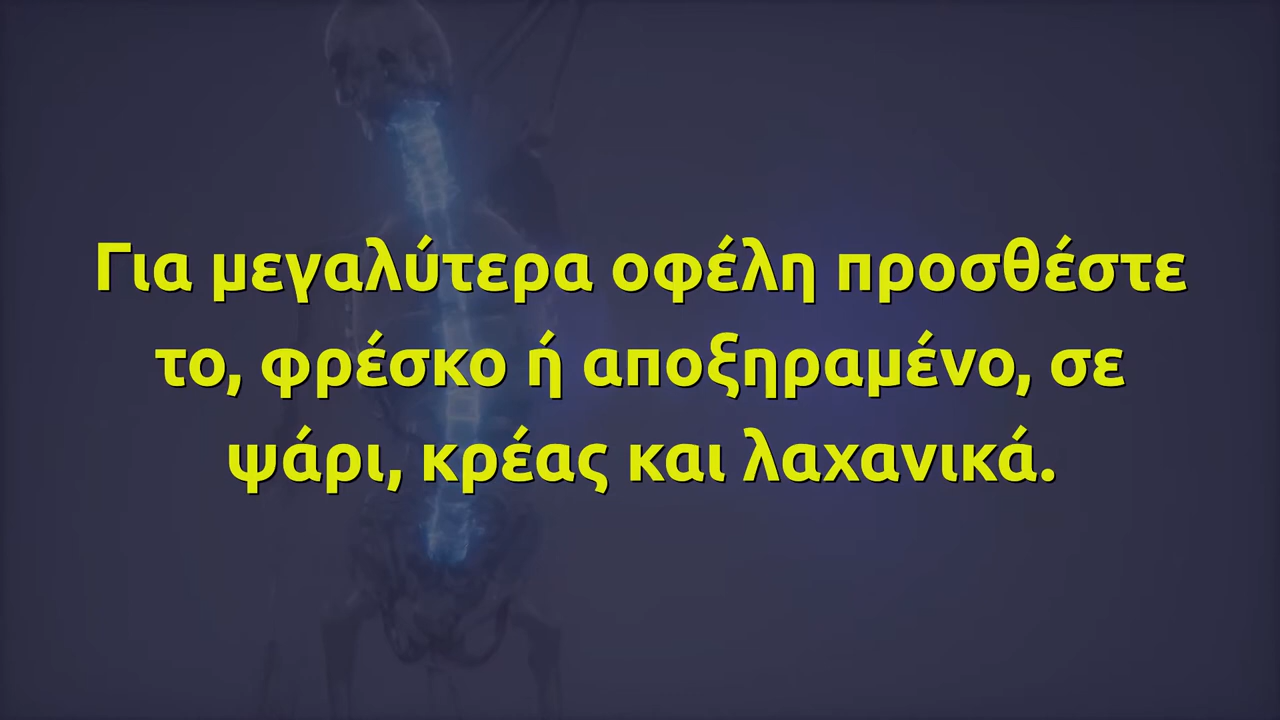 Για μεγαλύτερα οφέλη προσθέστε
το, φρέσκο ή αποξηραμένο, σε
ψάρι, κρέας και λαχανικά.